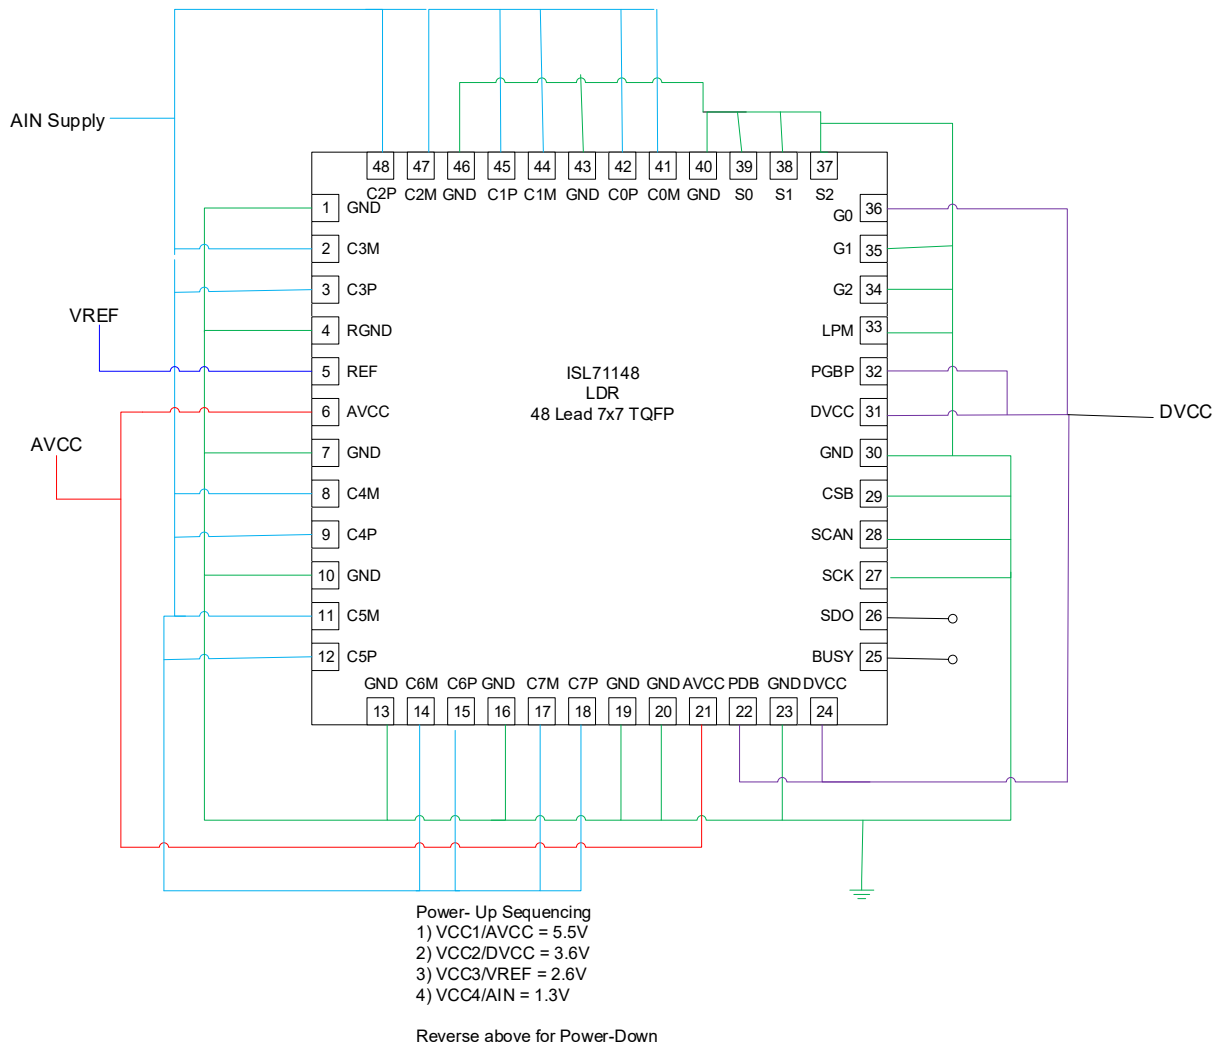 AIN Supply
48 47 46 45 44 43 42 41 40 39 38 37
C2P C2M GND C1P C1M GND C0P C0M GND S0 S1 S2
1 GND
2 C3M
3 C3P
4 RGND
5 REF
6 AVCC
7 GND
8 C4M
9 C4P
10 GND
11 C5M
12 C5P
VREF
AVCC
ISL71148
LDR
48 Lead 7x7 TQFP
G0 36
G1 35
G2 34
LPM 33
PGBP 32
DVCC 31
GND 30
CSB 29
SCAN 28
SCK 27
SDO 26
BUSY 25
DVCC
GND C6M C6P GND C7M C7P GND GND AVCC PDB GND DVCC
13 14 15 16 17 18 19 20 21 22 23 24
Power- Up Sequencing
1) VCC1/AVCC = 5.5V
2) VCC2/DVCC = 3.6V
3) VCC3/VREF = 2.6V
4) VCC4/AIN = 1.3V
Reverse above for Power-Down